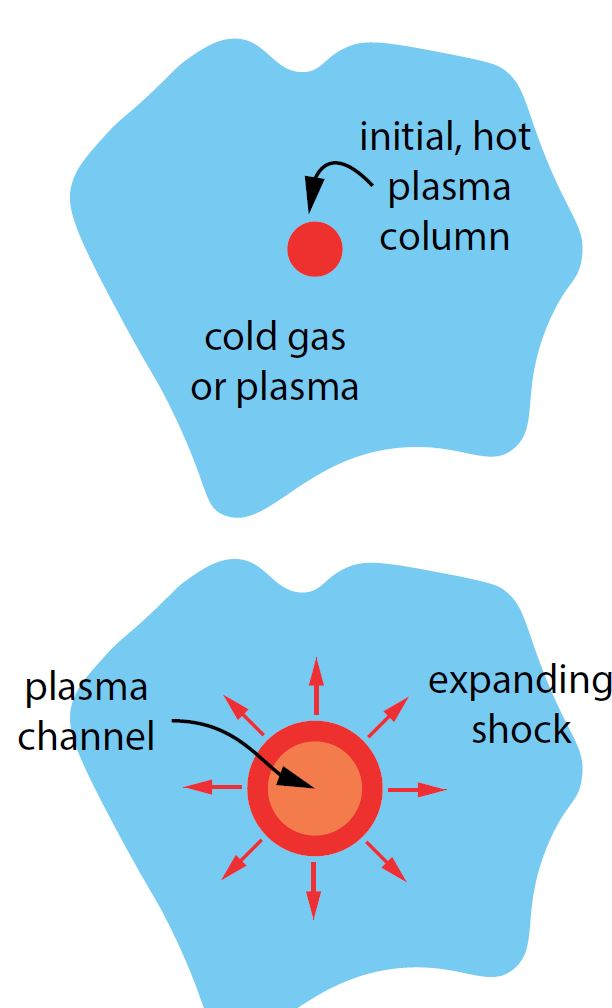 initial, hot
plasma
column
cold gas
or plasma
plasma
channel
expanding
shock